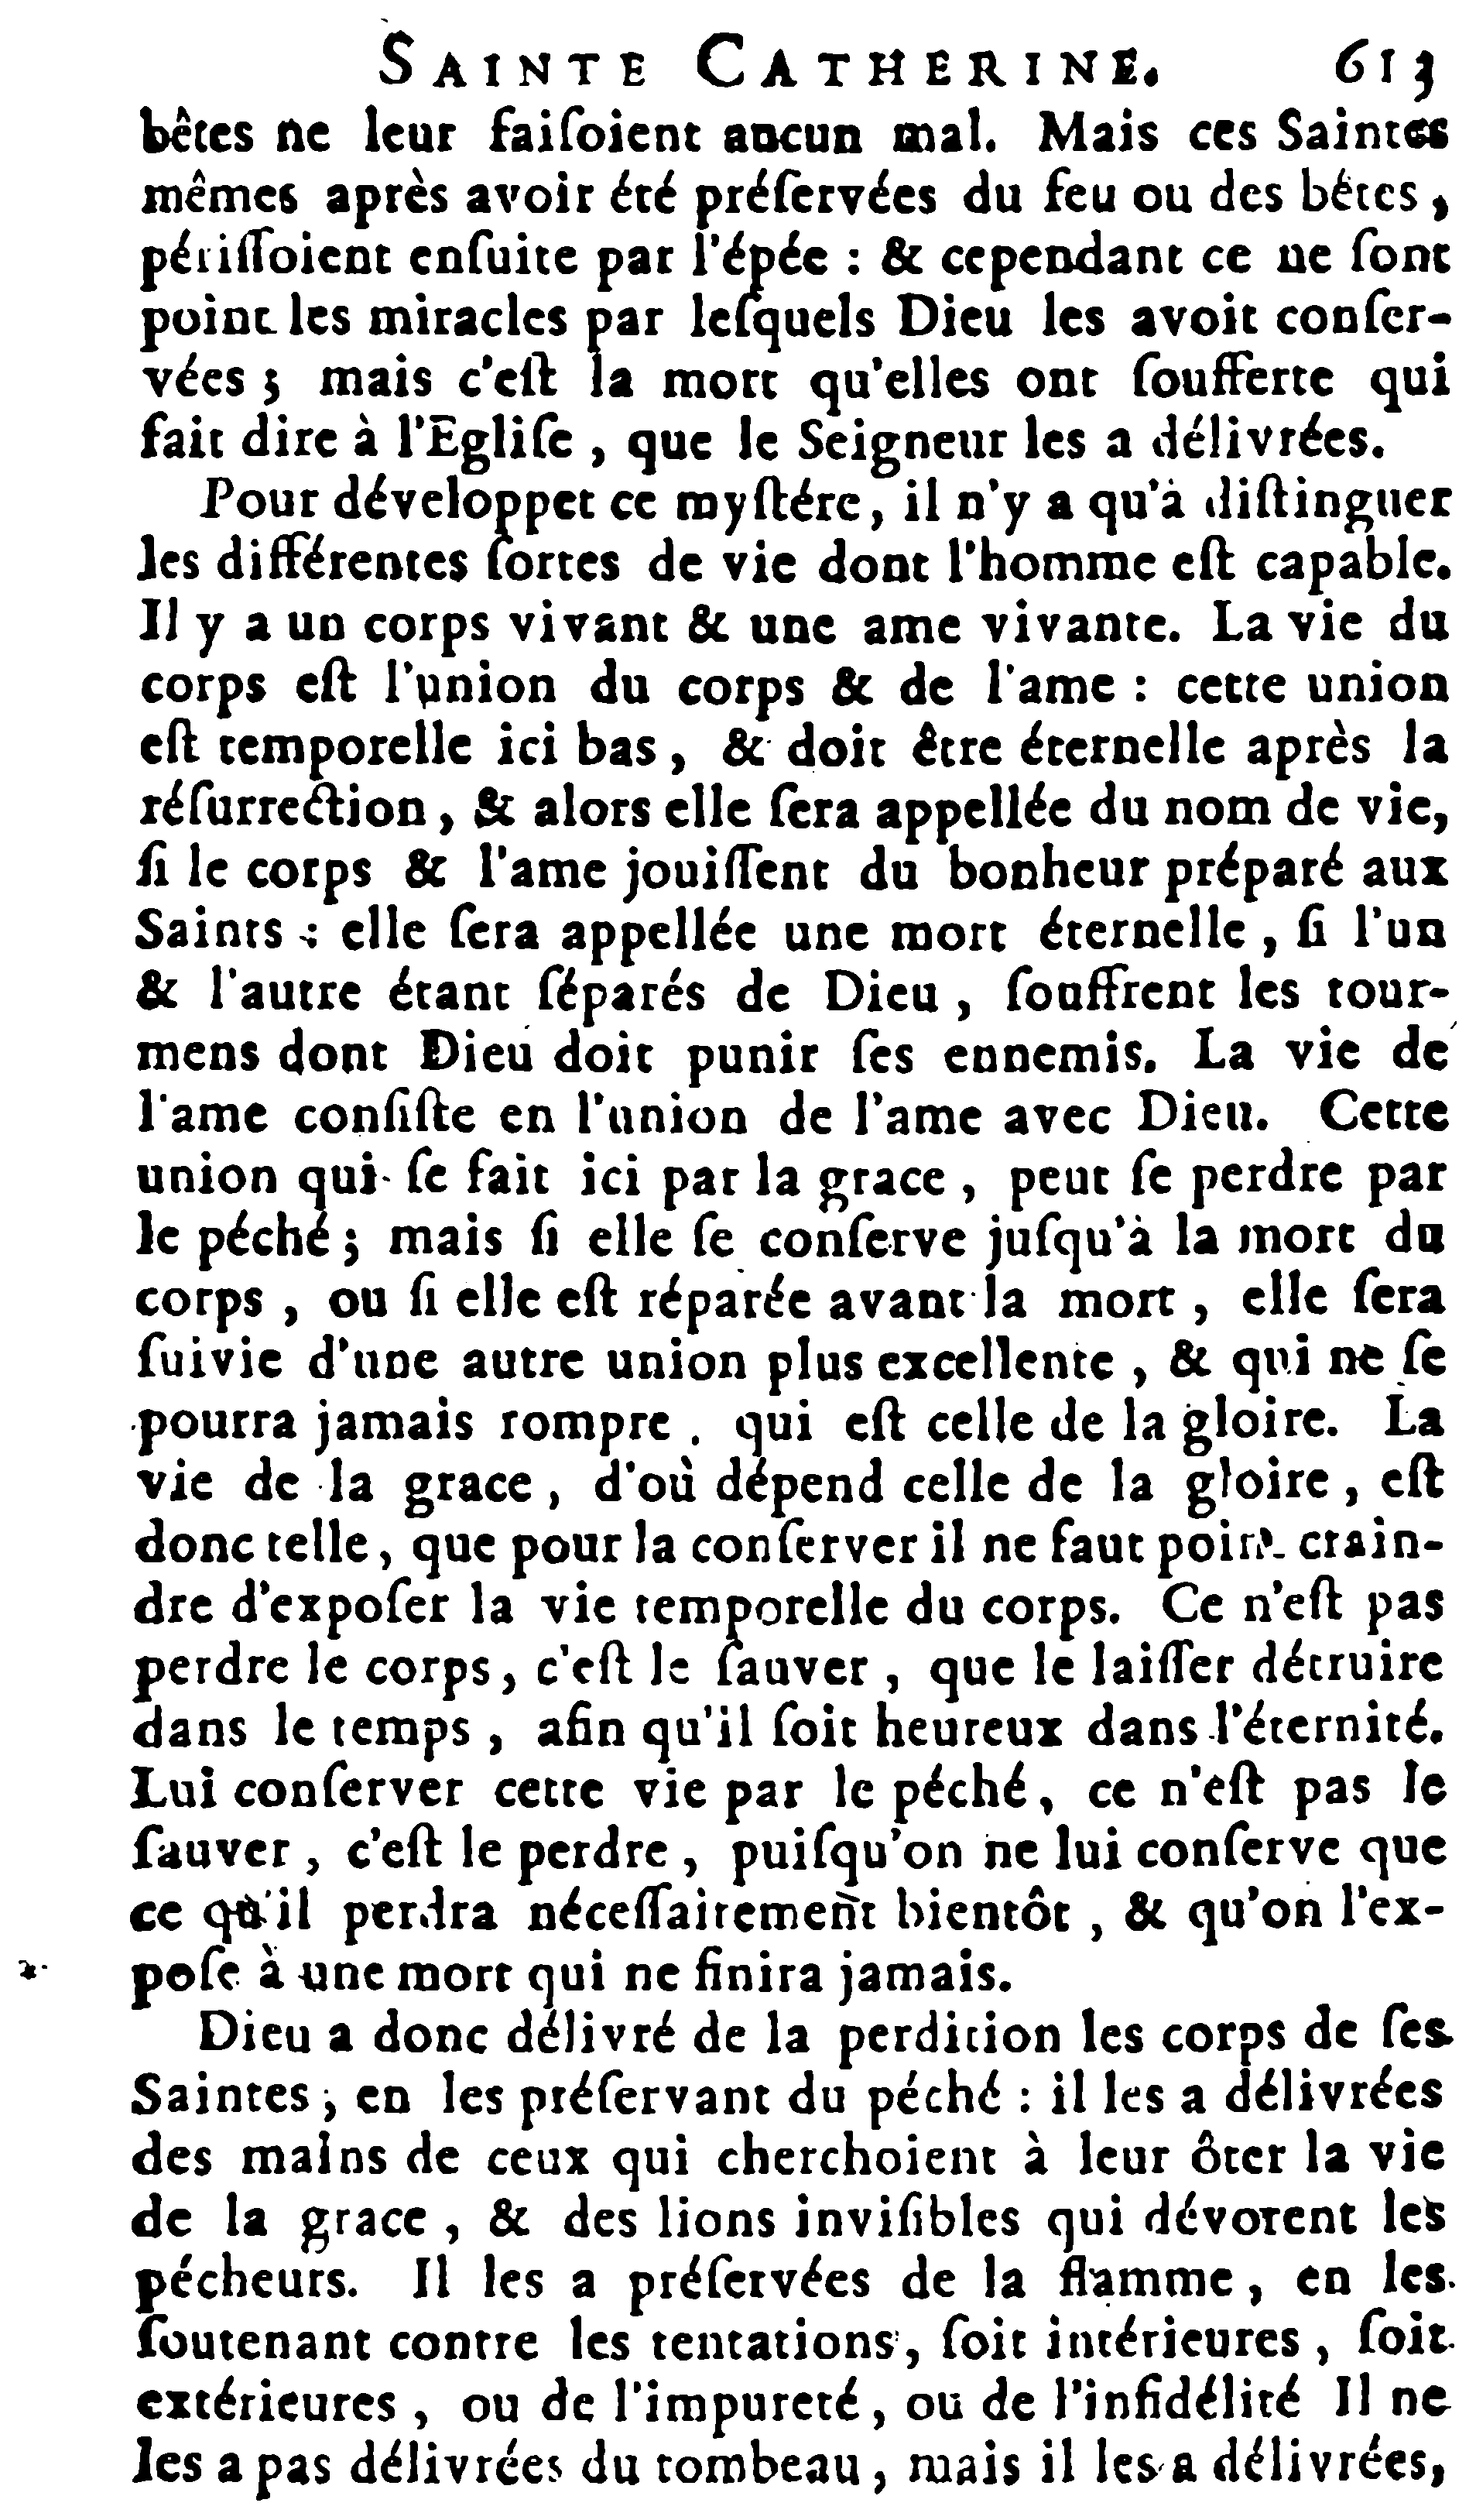 SAINTE CATHERINE. 613
bêtes ne leur faiſoient aucun mal. Mais ces Saintes
mêmes après avoir été préſervées du feu ou des bêtes,
périſſoient enſuite par l'épée : & cependant ce ne ſont
point les miracles par leſquels Dieu les avoit conſer-
vées ; mais c'eſt la mort qu'elles ont ſoufferte qui
fait dire à l'Egliſe, que le Seigneur les a délivrées.
Pour développer ce myſtére, il n'y a qu'à diſtinguer
les différentes ſortes de vie dont l'homme eſt capable.
Il y a un corps vivant & une ame vivante. La vie du
corps eſt l'union du corps & de l'ame : cette union
eſt temporelle ici bas, & doit être éternelle après la
réſurrection, & alors elle ſera appellée du nom de vie,
ſi le corps & l'ame jouiſſent du bonheur préparé aux
Saints : elle ſera appellée une mort éternelle, ſi l'un
& l'autre étant ſéparés de Dieu, ſouffrent les tour-
mens dont Dieu doit punir ſes ennemis. La vie de
l'ame conſiſte en l'union de l'ame avec Dieu. Cette
union qui ſe fait ici par la grace, peut ſe perdre par
le péché ; mais ſi elle ſe conſerve juſqu'à la mort du
corps, ou ſi elle eſt réparée avant la mort, elle ſera
ſuivie d'une autre union plus excellente, & qui ne ſe
pourra jamais rompre, qui eſt celle de la gloire. La
vie de la grace, d'où dépend celle de la gloire, eſt
donc telle, que pour la conſerver il ne faut point crain-
dre d'expoſer la vie temporelle du corps. Ce n'eſt pas
perdre le corps, c'eſt le ſauver, que le laiſſer détruire
dans le temps, afin qu'il ſoit heureux dans l'éternité.
Lui conſerver cette vie par le péché, ce n'eſt pas le
ſauver, c'eſt le perdre, puiſqu'on ne lui conſerve que
ce qu'il perdra néceſſairement bientôt, & qu'on l'ex-
poſe à une mort qui ne finira jamais.
Dieu a donc délivré de la perdition les corps de ſes
Saintes ; en les préſervant du péché : il les a délivrées
des mains de ceux qui cherchoient à leur ôter la vie
de la grace, & des lions inviſibles qui dévorent les
pécheurs. Il les a préſervées de la flamme, en les
ſoutenant contre les tentations, ſoit intérieures, ſoit
extérieures, ou de l'impureté, ou de l'infidélité Il ne
les a pas délivrées du tombeau, mais il les a délivrées,